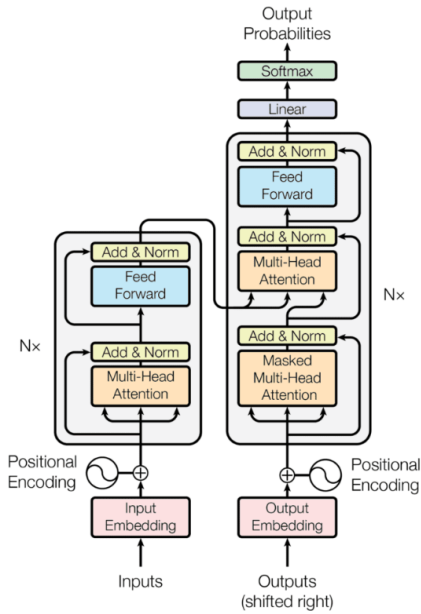 Output
Probabilities
Softmax
Linear
Add & Norm
Feed
Forward
Add & Norm
Multi-Head
Attention
Add & Norm
Masked
Multi-Head
Attention
N×
Add & Norm
Feed
Forward
Add & Norm
Multi-Head
Attention
N×
Positional
Encoding
Positional
Encoding
Input
Embedding
Output
Embedding
Inputs
Outputs
(shifted right)